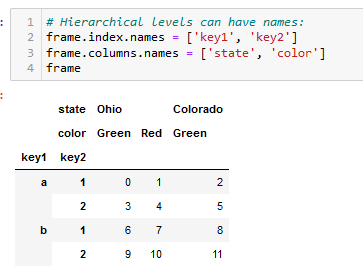 :
1 # Hierarchical levels can have names:
2 frame.index.names = ['key1', 'key2']
3 frame.columns.names = ['state', 'color']
4 frame
:
state Ohio Colorado
color Green Red Green
key1 key2
a 1 0 1 2
2 3 4 5
b 1 6 7 8
2 9 10 11